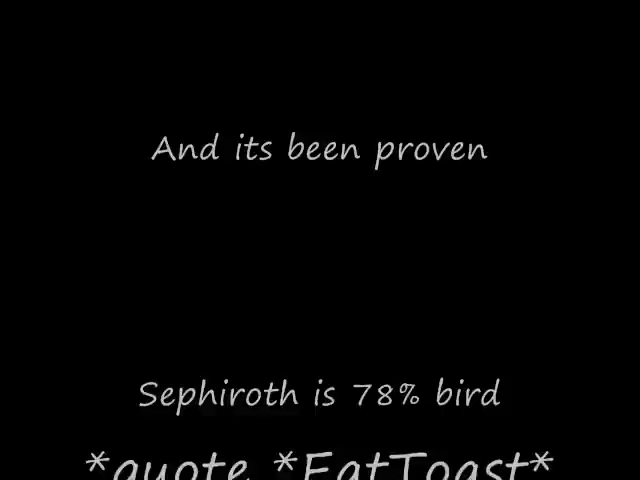 And its been proven
Sephiroth is 78% bird
*quote *EatToast*